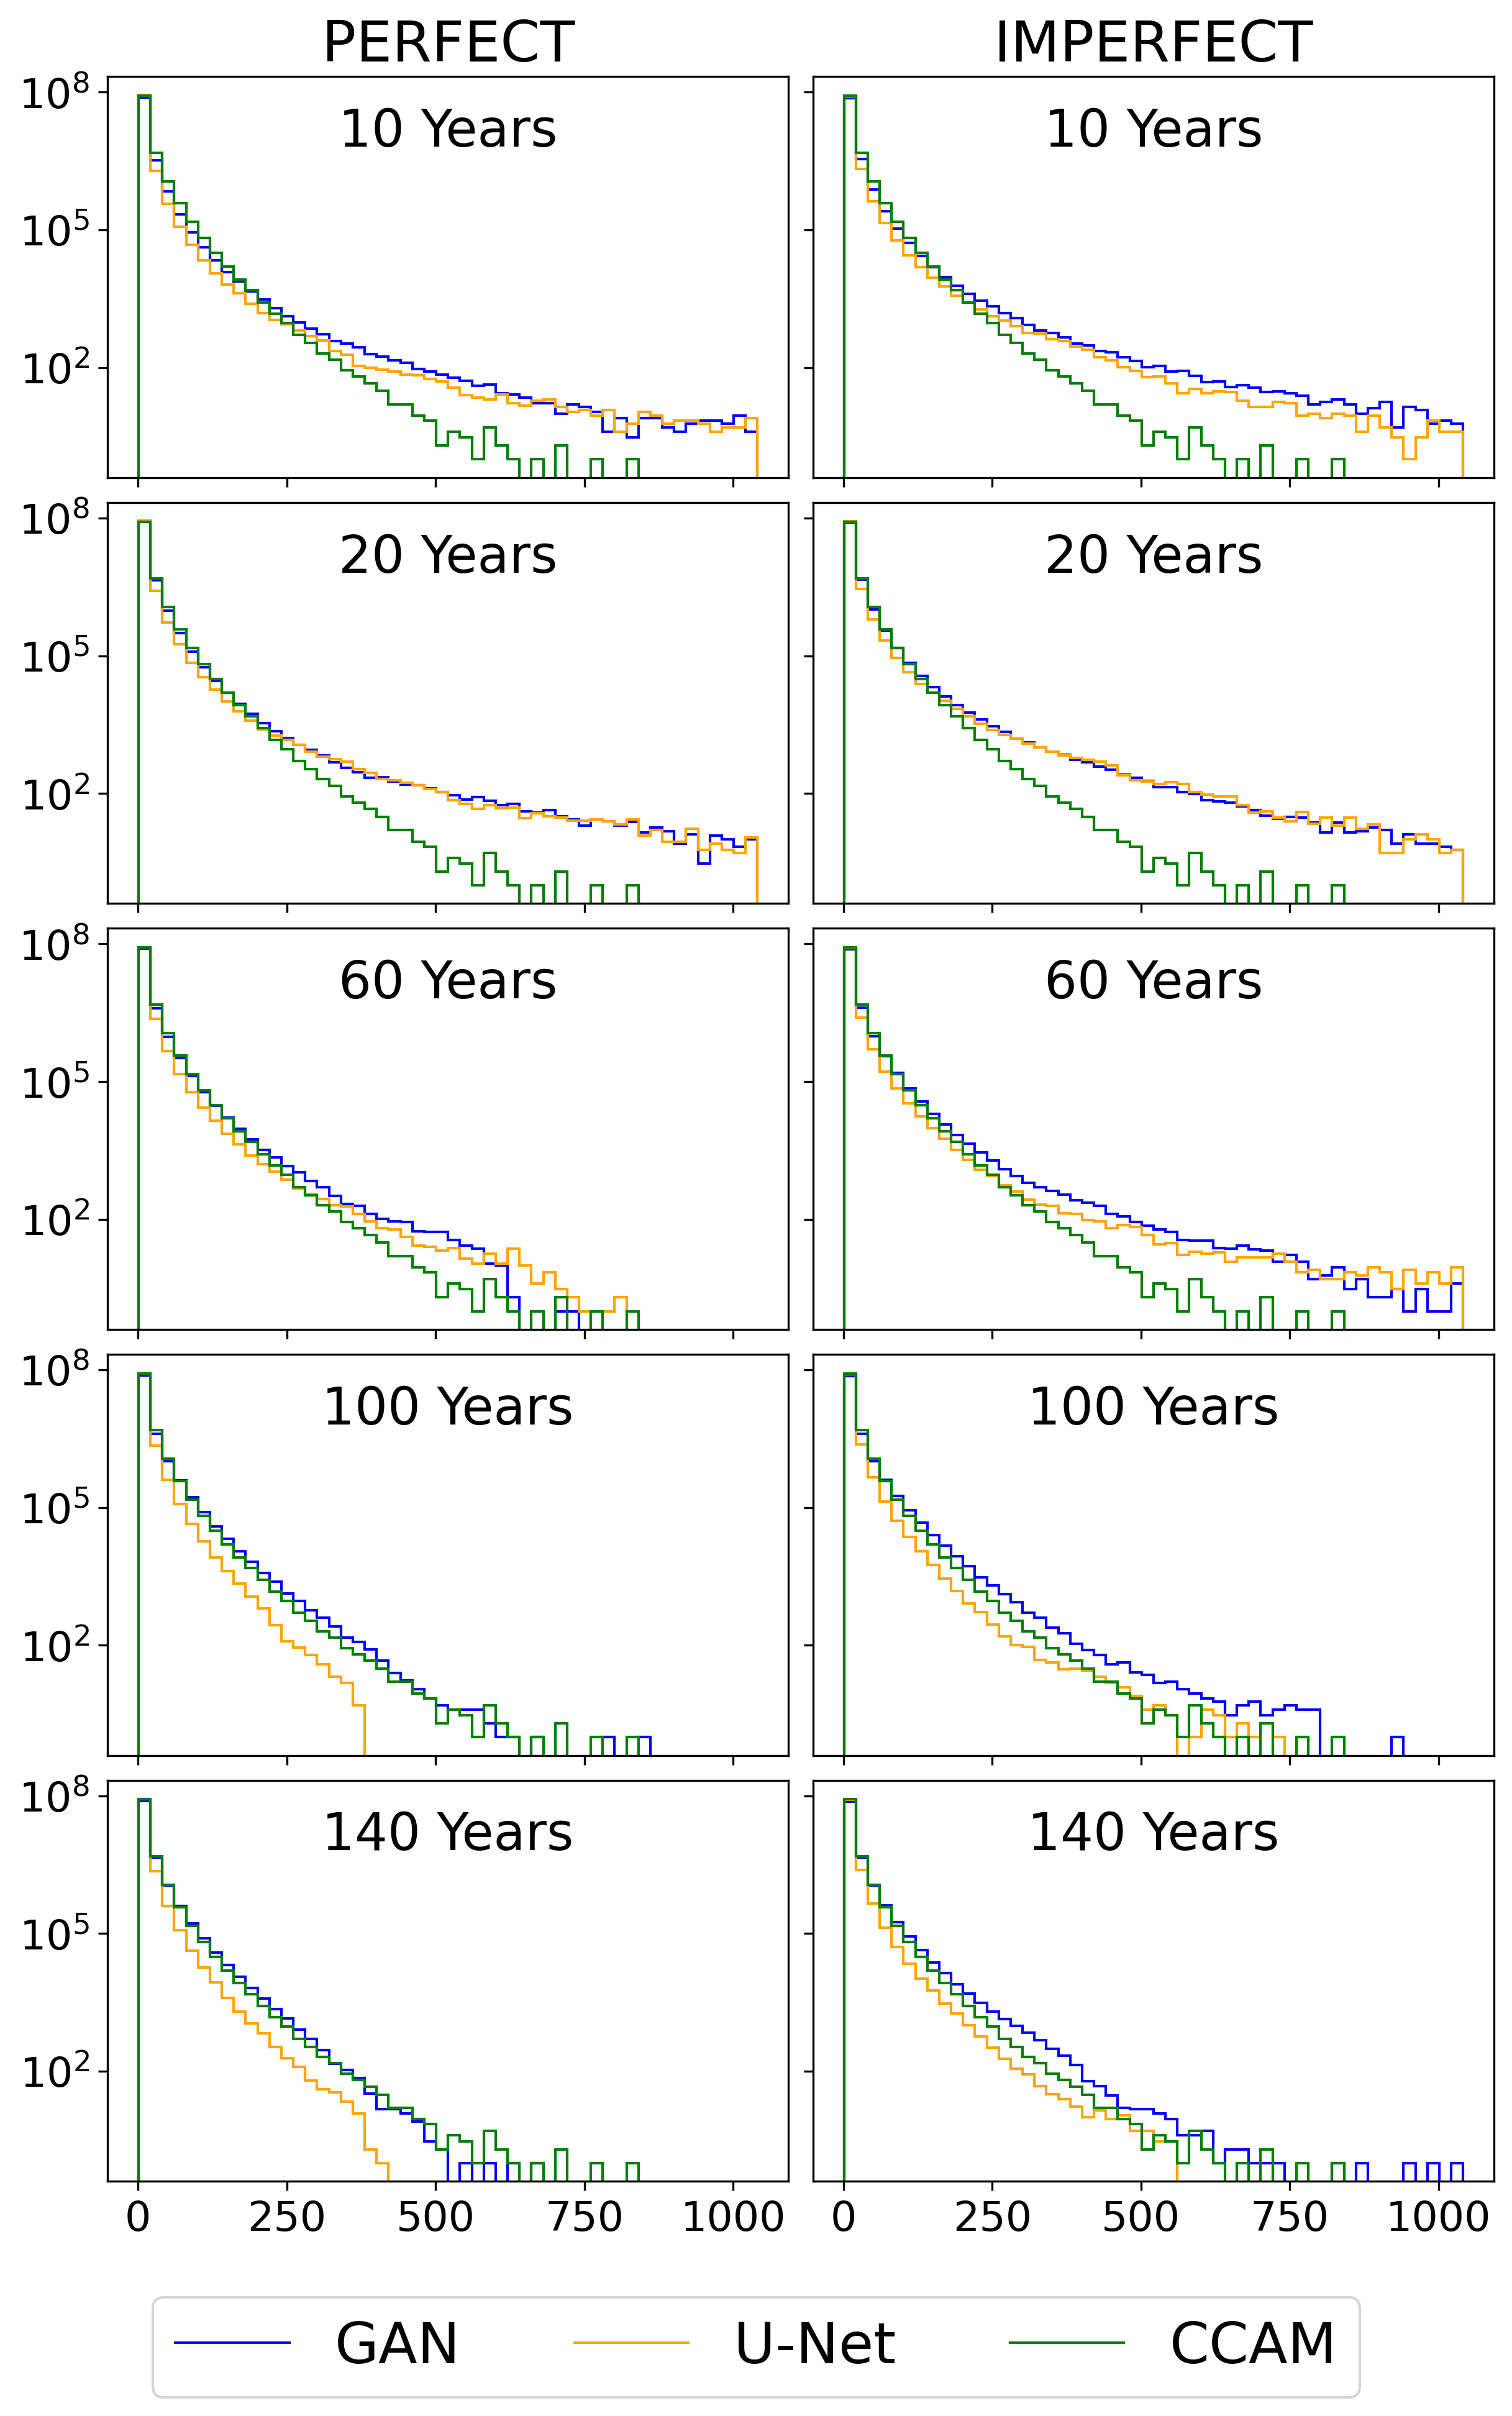 PERFECT IMPERFECT
10⁸ 10 Years 10 Years
10⁵
10²
10⁸ 20 Years 20 Years
10⁵
10²
10⁸ 60 Years 60 Years
10⁵
10²
10⁸ 100 Years 100 Years
10⁵
10²
10⁸ 140 Years 140 Years
10⁵
10²
0 250 500 750 1000 0 250 500 750 1000
GAN U-Net CCAM